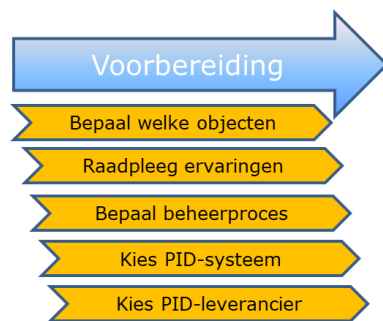 Voorbereiding
Bepaal welke objecten
Raadpleeg ervaringen
Bepaal beheerproces
Kies PID-systeem
Kies PID-leverancier